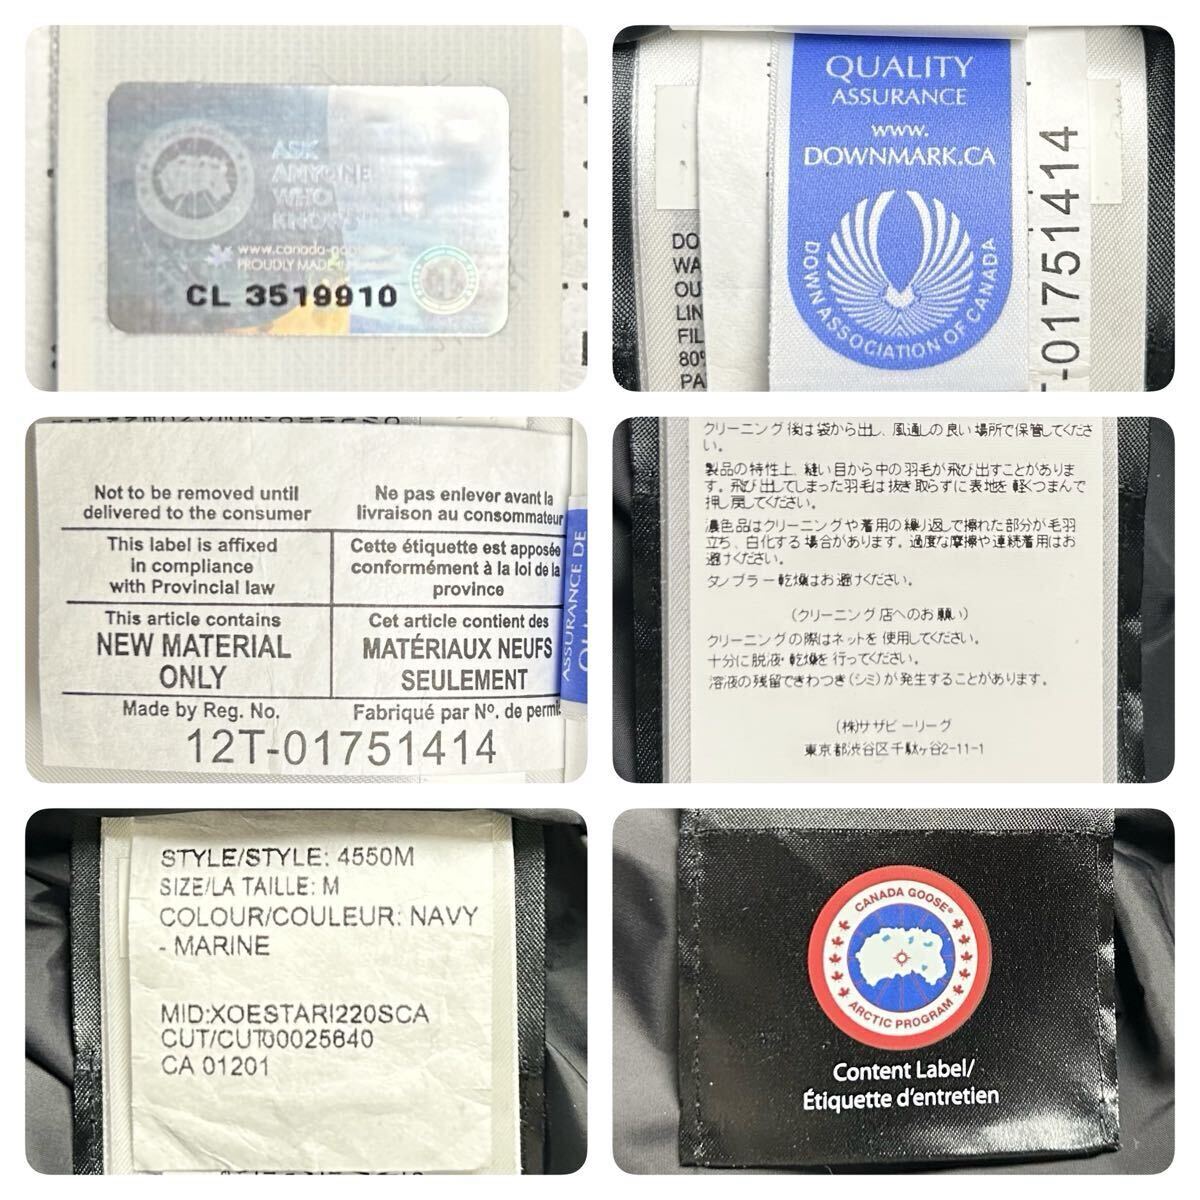 ASK
ANYONE
WHO
KNOWS
PROUDLY MADE
CL 3519910
QUALITY
ASSURANCE
www.
DOWNMARK.CA
DOWN ASSOCIATION OF CANADA
T-01751414
DO
WA
OU
LIN
FIL
80%
PA
Not to be removed until
delivered to the consumer
Ne pas enlever avant la
livraison au consommateur
This label is affixed
in compliance
with Provincial law
Cette étiquette est apposée
conformément à la loi de la
province
This article contains
NEW MATERIAL
ONLY
Cet article contient des
MATÉRIAUX NEUFS
SEULEMENT
Made by Reg. No.
Fabriqué par Nº. de permi
12T-01751414
ASSURANCE DE
クリーニング後は袋から出し、風通しの良い場所で保管してくださ
い。
製品の特性上、縫い目から中の羽毛が飛び出すことがありま
す。飛び出してしまった羽毛は抜き取らずに表地を軽くつまんで
押し戻してください。
濃色品はクリーニングや着用の繰り返しで擦れた部分が毛羽
立ち、白化する場合があります。過度な摩擦や連続着用はお
避けください。
タンブラー乾燥はお避けください。
(クリーニング店へのお願い)
クリーニングの際はネットを使用してください。
十分に脱液・乾燥を行ってください。
溶液の残留できわつき(シミ)が発生することがあります。
(株)サザビーリーグ
東京都渋谷区千駄ヶ谷2-11-1
STYLE/STYLE: 4550M
SIZE/LA TAILLE: M
COLOUR/COULEUR: NAVY
- MARINE
MID:XOESTARI220SCA
CUT/CUT00025640
CA 01201
CANADA GOOSE®
ARCTIC PROGRAM
Content Label/
Étiquette d'entretien